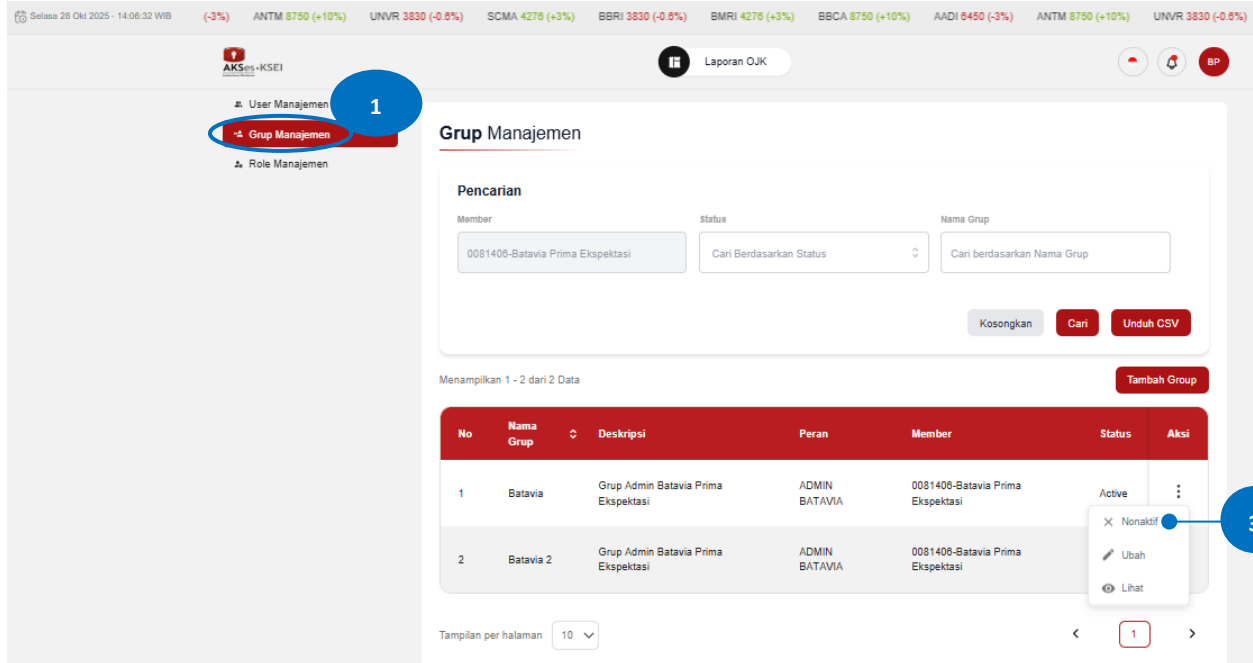 Selasa 28 Okt 2025 - 14:06:32 WIB (-3%) ANTM 8750 (+10%) UNVR 3830 (-0.6%) SCMA 4276 (+3%) BBRI 3830 (-0.6%) BMRI 4276 (+3%) BBCA 8750 (+10%) AADI 6450 (-3%) ANTM 8750 (+10%) UNVR 3830 (-0.6%)
AKSes-KSEI
Laporan OJK
BP
User Manajemen
1
Grup Manajemen
Role Manajemen
Grup Manajemen
Pencarian
Member Status Nama Grup
0081406-Batavia Prima Ekspektasi Cari Berdasarkan Status Cari berdasarkan Nama Grup
Kosongkan Cari Unduh CSV
Menampilkan 1 - 2 dari 2 Data Tambah Group
No Nama Grup Deskripsi Peran Member Status Aksi
1 Batavia Grup Admin Batavia Prima Ekspektasi ADMIN BATAVIA 0081406-Batavia Prima Ekspektasi Active
Nonaktif
3
2 Batavia 2 Grup Admin Batavia Prima Ekspektasi ADMIN BATAVIA 0081406-Batavia Prima Ekspektasi
Ubah
Lihat
Tampilan per halaman 10 1